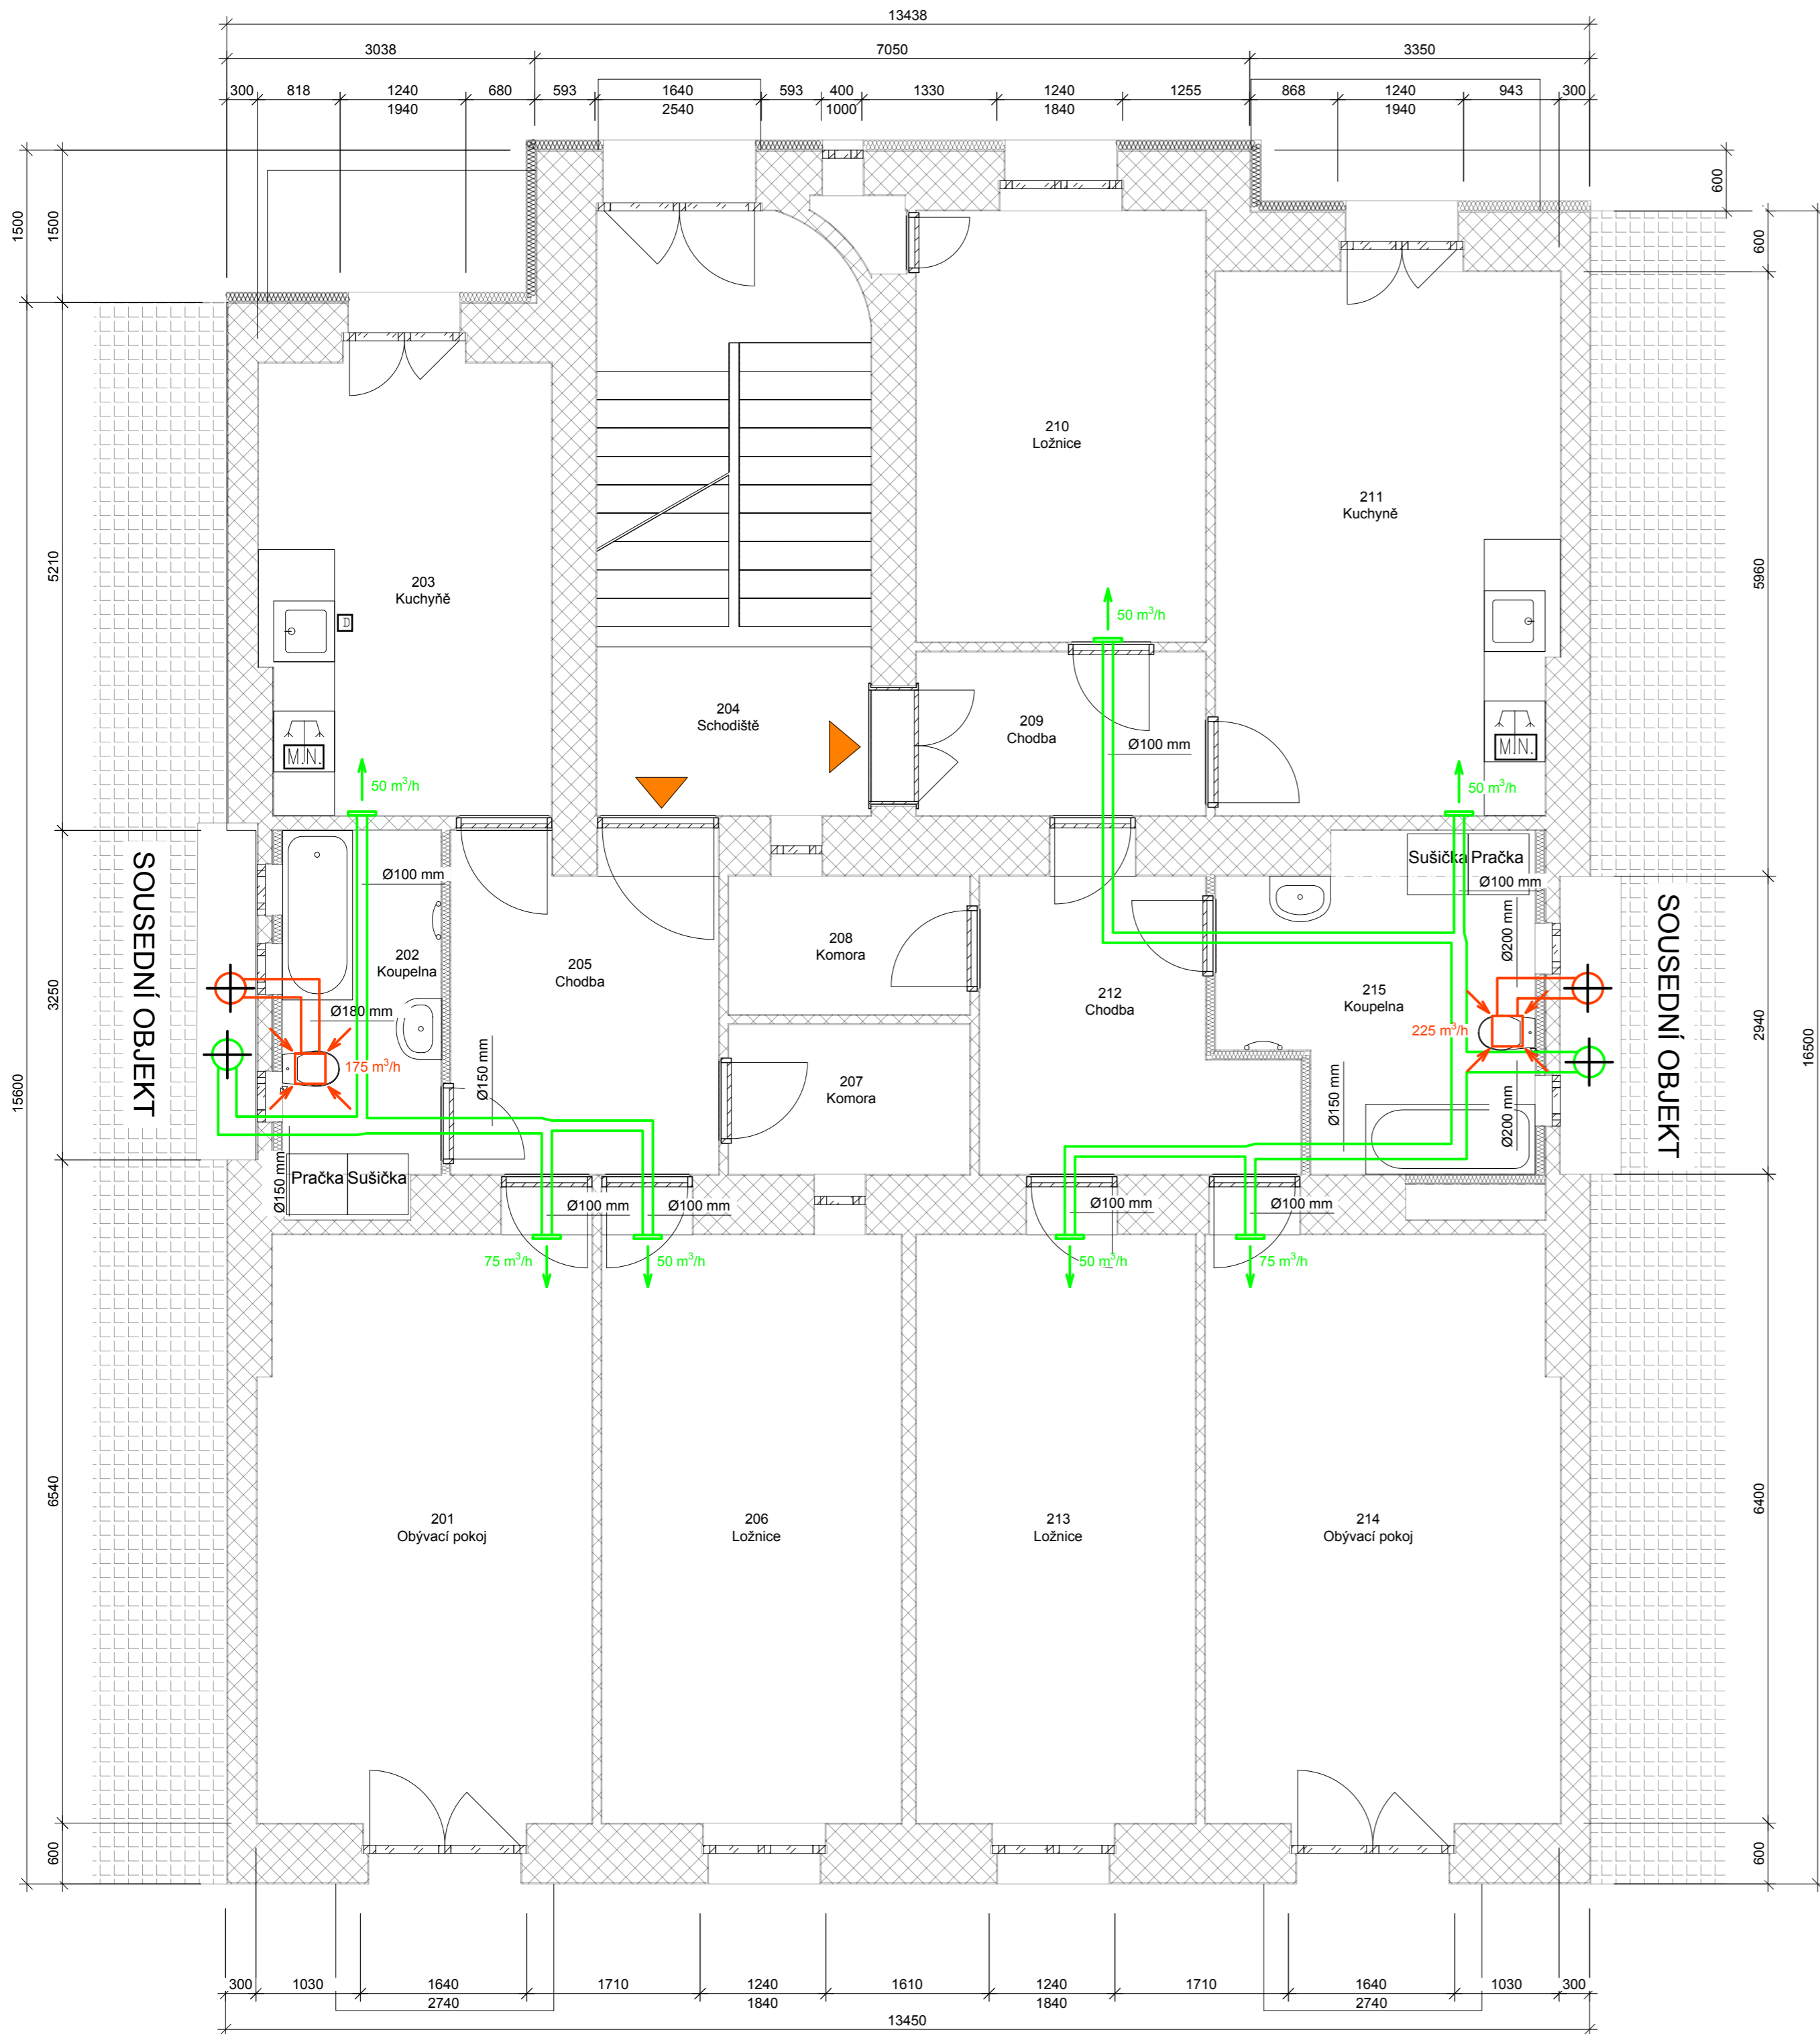 13438
3038 7050 3350
300 818 1240 680 593 1640 593 400 1330 1240 1255 868 1240 943 300
1940 2540 1000 1840 1940
1500
1500
600
600
5210
5960
3250
2940
15600
16500
6540
6400
600
600
210
Ložnice
211
Kuchyně
203
Kuchyňě
D
50 m³/h
204
Schodiště
209
Chodba
M.N.
M.N.
Ø100 mm
50 m³/h
50 m³/h
SOUSEDNÍ OBJEKT
SOUSEDNÍ OBJEKT
Sušička Pračka
Ø100 mm
Ø100 mm
Ø200 mm
208
Komora
202
Koupelna
205
Chodba
212
Chodba
215
Koupelna
Ø180 mm
175 m³/h
225 m³/h
Ø150 mm
207
Komora
Ø150 mm
Ø200 mm
Ø150 mm
Pračka Sušička
Ø100 mm
Ø100 mm
Ø100 mm
Ø100 mm
75 m³/h
50 m³/h
50 m³/h
75 m³/h
201
Obývací pokoj
206
Ložnice
213
Ložnice
214
Obývací pokoj
300 1030 1640 1710 1240 1610 1240 1711 1640 1030 300
2740 1840 1840 2740
13450